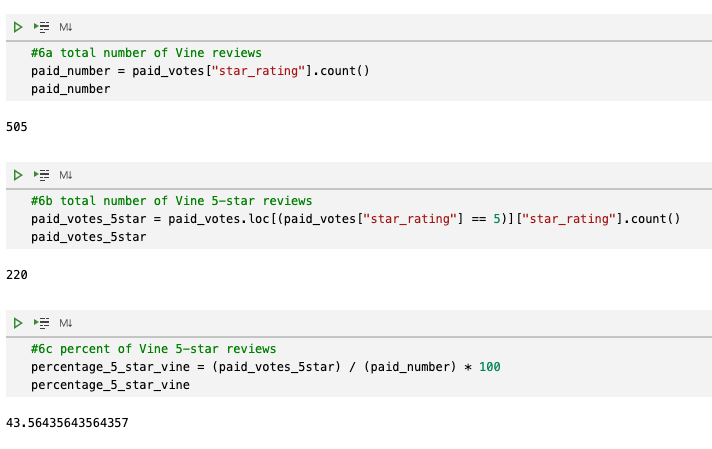 M↓
#6a total number of Vine reviews
paid_number = paid_votes["star_rating"].count()
paid_number
505
M↓
#6b total number of Vine 5-star reviews
paid_votes_5star = paid_votes.loc[(paid_votes["star_rating"] == 5)]["star_rating"].count()
paid_votes_5star
220
M↓
#6c percent of Vine 5-star reviews
percentage_5_star_vine = (paid_votes_5star) / (paid_number) * 100
percentage_5_star_vine
43.56435643564357